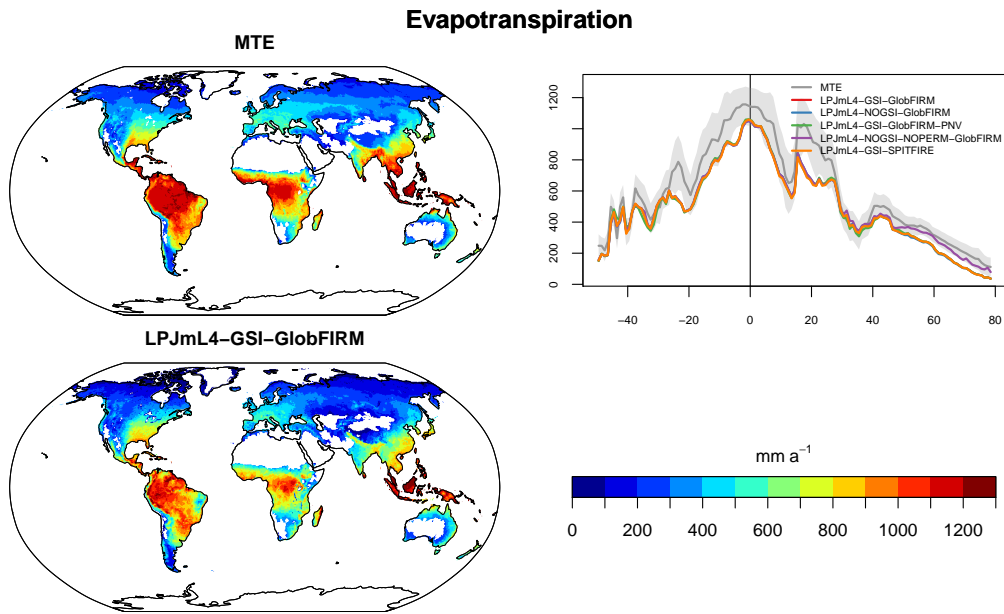 Evapotranspiration
MTE
MTE
LPJmL4−GSI−GlobFIRM
LPJmL4−NOGSI−GlobFIRM
LPJmL4−GSI−GlobFIRM−PNV
LPJmL4−NOGSI−NOPERM−GlobFIRM
LPJmL4−GSI−SPITFIRE
0 200 400 600 800 1200
−40 −20 0 20 40 60 80
LPJmL4−GSI−GlobFIRM
mm a⁻¹
0 200 400 600 800 1000 1200